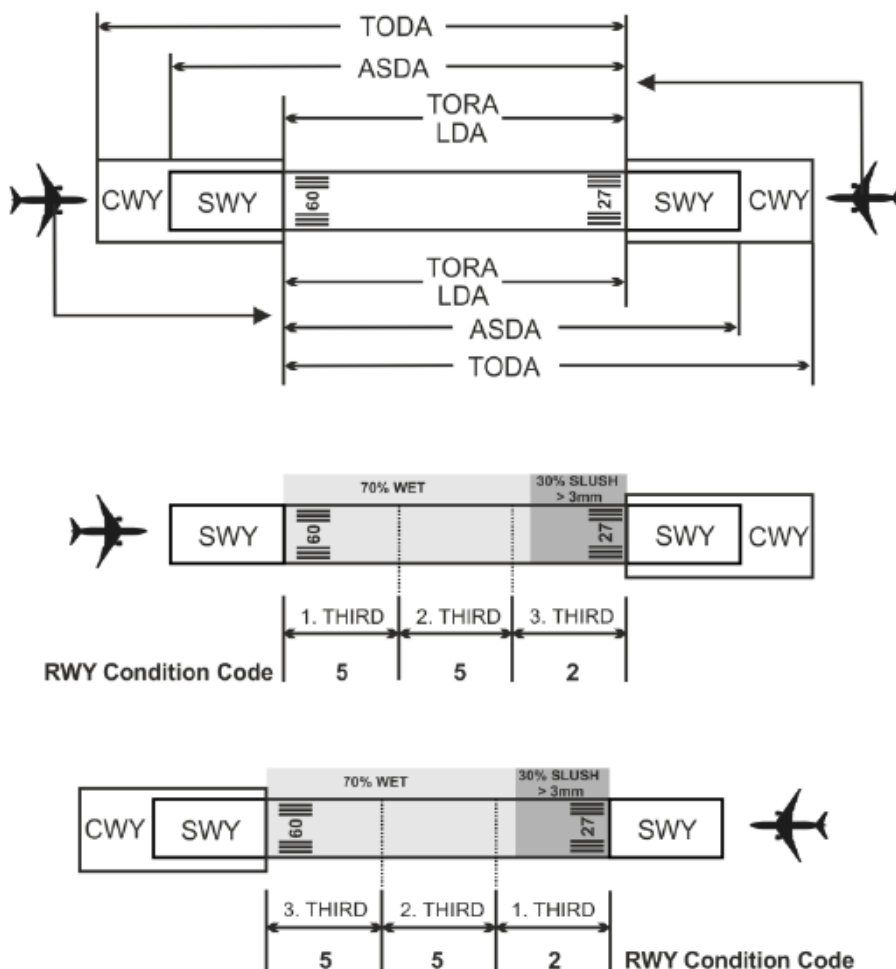 TODA
ASDA
TORA
LDA
CWY SWY 09 27 SWY CWY
TORA
LDA
ASDA
TODA
70% WET 30% SLUSH
> 3mm
SWY 09 27 SWY CWY
1. THIRD 2. THIRD 3. THIRD
RWY Condition Code 5 5 2
70% WET 30% SLUSH
> 3mm
CWY SWY 09 27 SWY
3. THIRD 2. THIRD 1. THIRD
5 5 2 RWY Condition Code